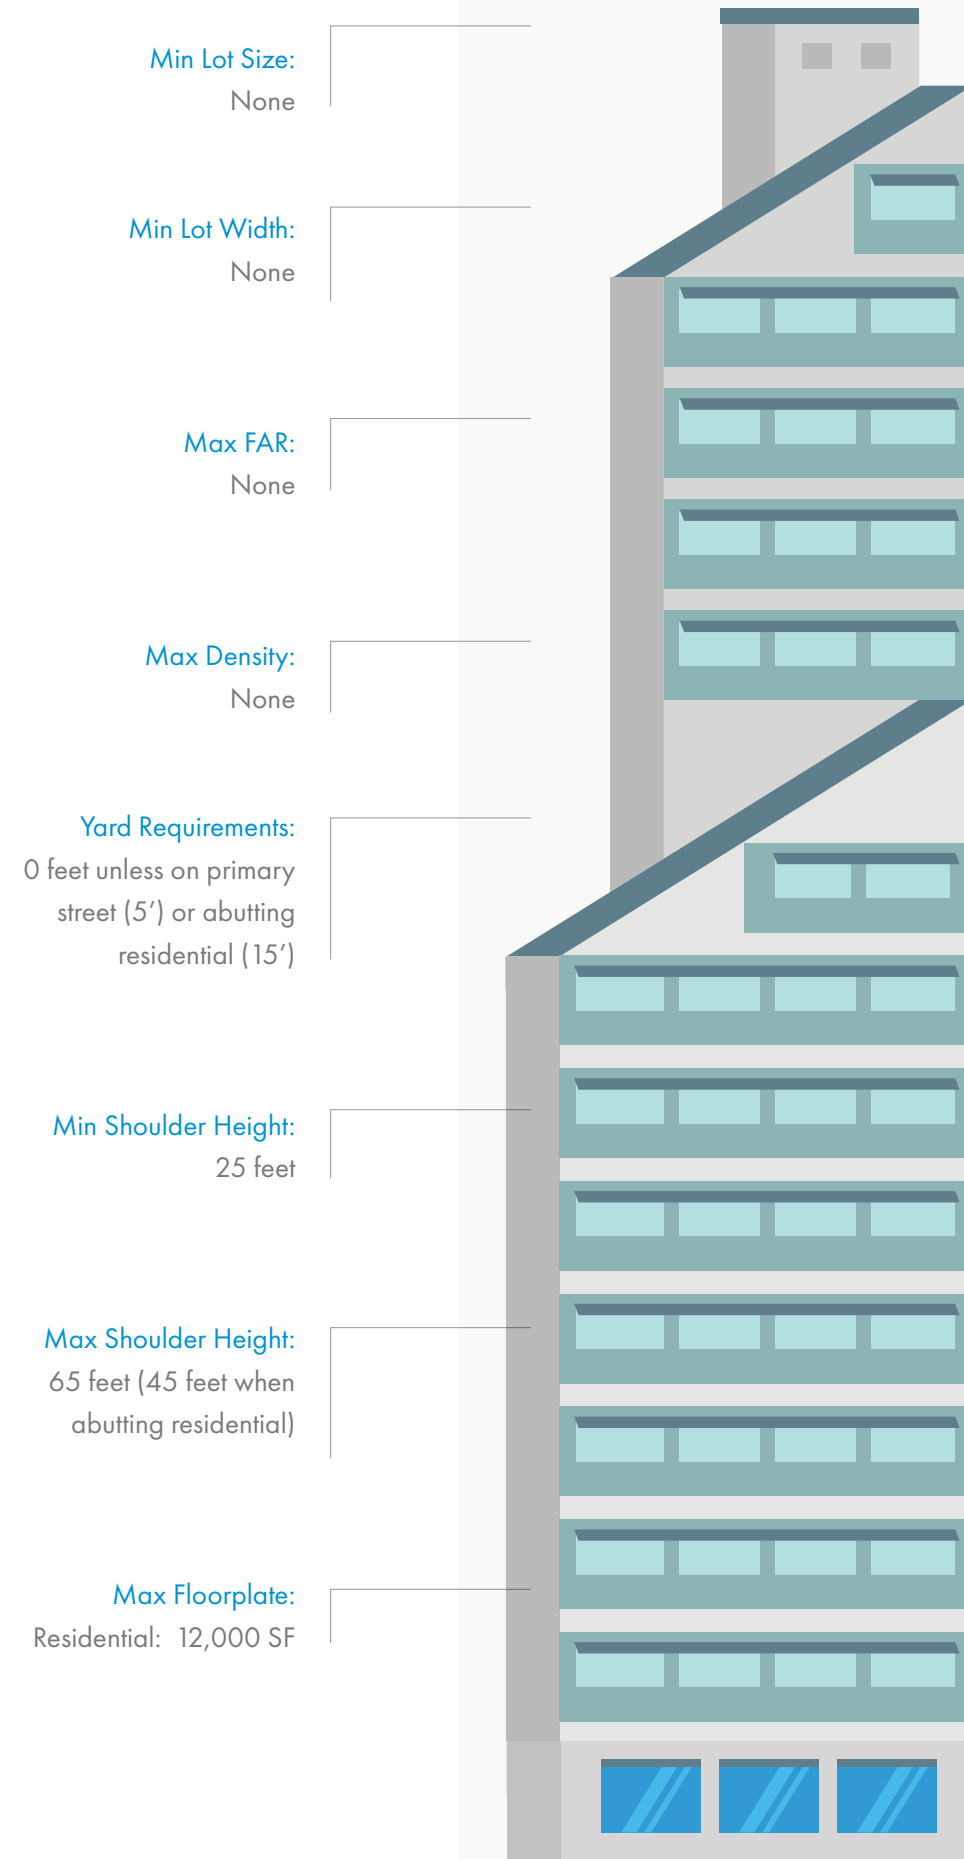 Min Lot Size:
None
Min Lot Width:
None
Max FAR:
None
Max Density:
None
Yard Requirements:
0 feet unless on primary
street (5’) or abutting
residential (15’)
Min Shoulder Height:
25 feet
Max Shoulder Height:
65 feet (45 feet when
abutting residential)
Max Floorplate:
Residential: 12,000 SF